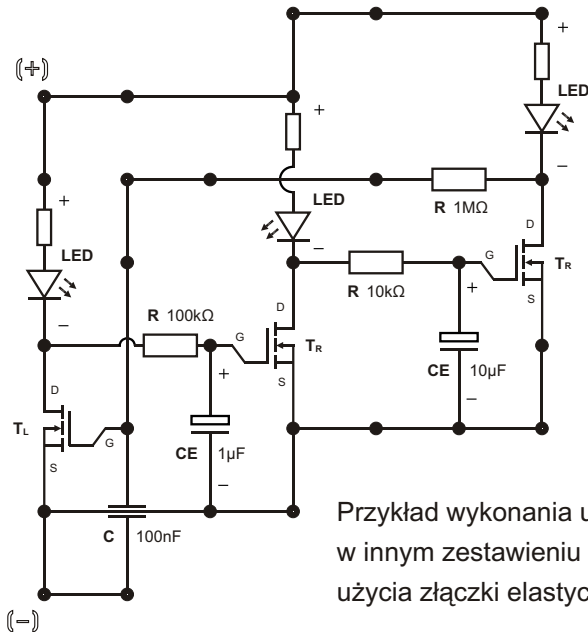 +
+
(+)
LED
+
−
LED
R 1MΩ
D
LED
+
−
G
TR
R 10kΩ
S
−
D
R 100kΩ
G
TR
+
D
+
S
CE 10µF
TL
G
CE 1µF
−
S
−
C 100nF
Przykład wykonania u
w innym zestawieniu
użycia złączki elastyc
(−)